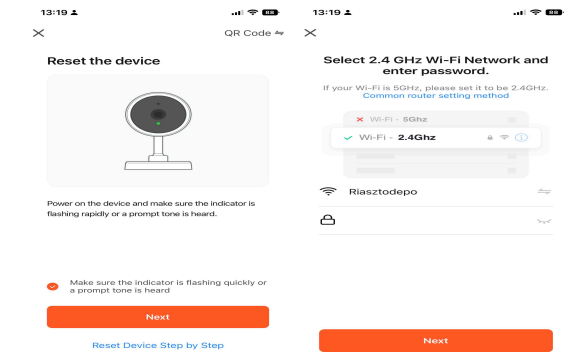 13:19
88
QR Code
Reset the device
Power on the device and make sure the indicator is
flashing rapidly or a prompt tone is heard.
Make sure the indicator is flashing quickly or
a prompt tone is heard
Next
Reset Device Step by Step
13:19
88
Select 2.4 GHz Wi-Fi Network and
enter password.
If your Wi-Fi is 5GHz, please set it to be 2.4GHz.
Common router setting method
Wi-Fi - 5Ghz
Wi-Fi - 2.4Ghz
Riasztodepo
Next